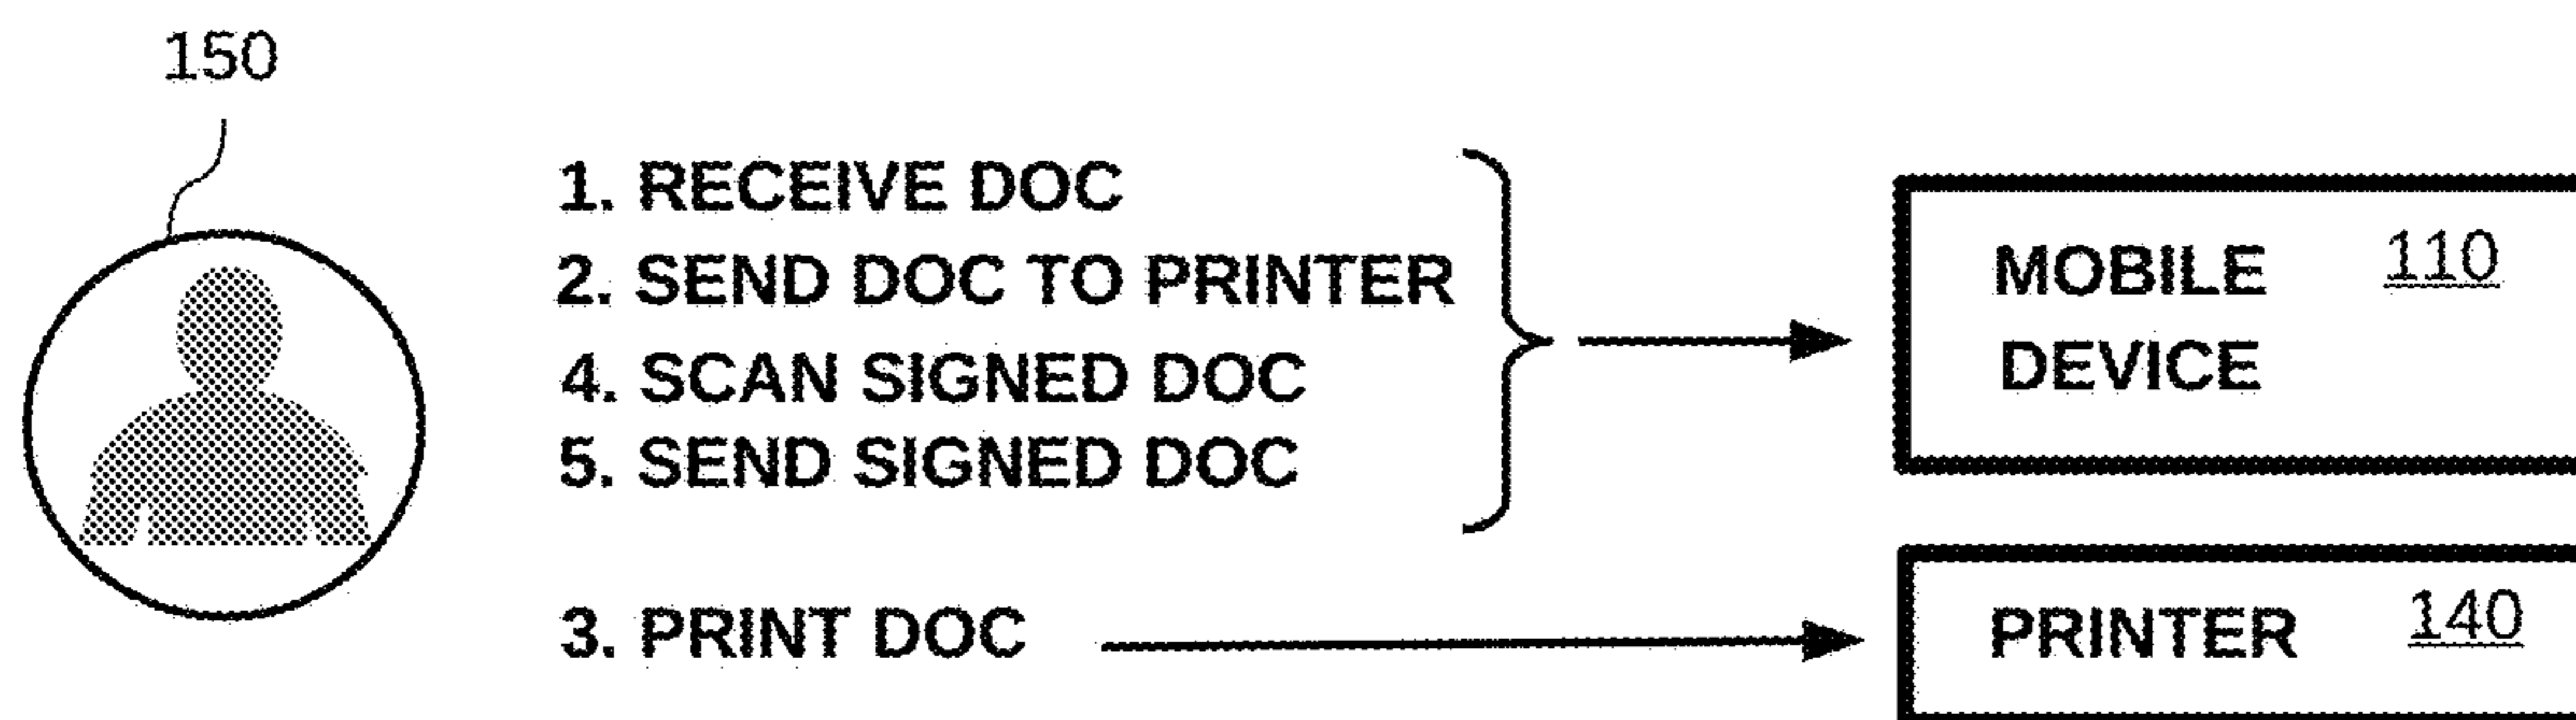 150
1. RECEIVE DOC
2. SEND DOC TO PRINTER
4. SCAN SIGNED DOC
5. SEND SIGNED DOC
MOBILE 110
DEVICE
3. PRINT DOC
PRINTER 140